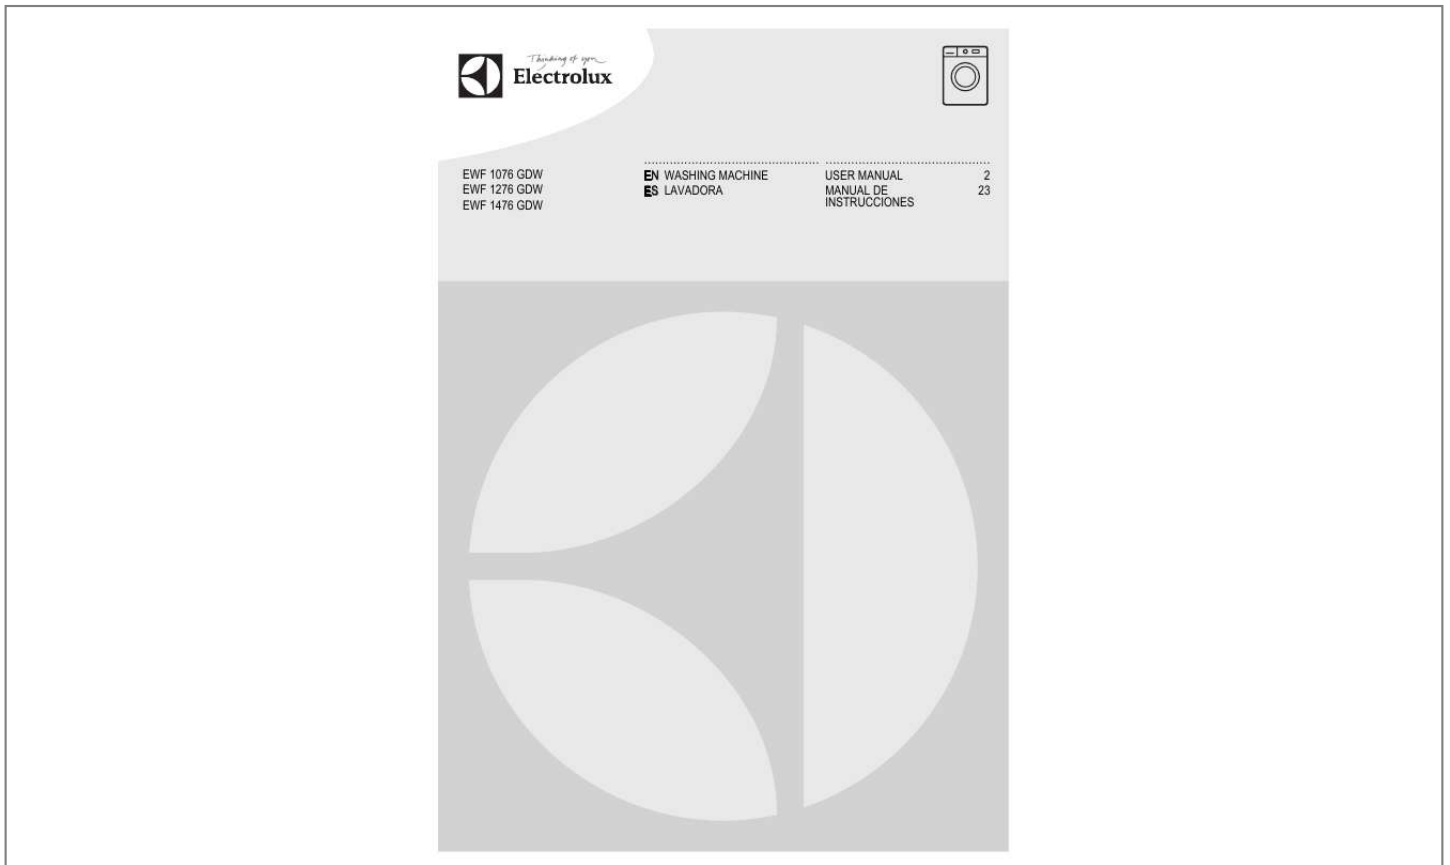 Thinking of you
Electrolux
EWF 1076 GDW
EWF 1276 GDW
EWF 1476 GDW
EN WASHING MACHINE USER MANUAL 2
ES LAVADORA MANUAL DE INSTRUCCIONES 23